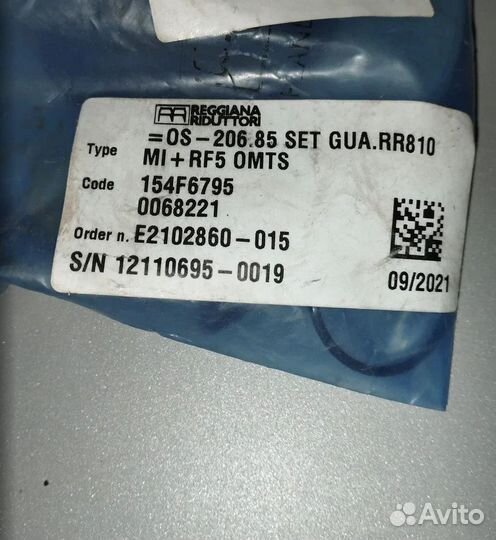 RR REGGIANA
RIDUTTORI
Type =OS-206.85 SET GUA.RR810
MI+RF5 OMTS
Code 154F6795
0068221
Order n. E2102860-015
S/N 12110695-0019 09/2021
Avito